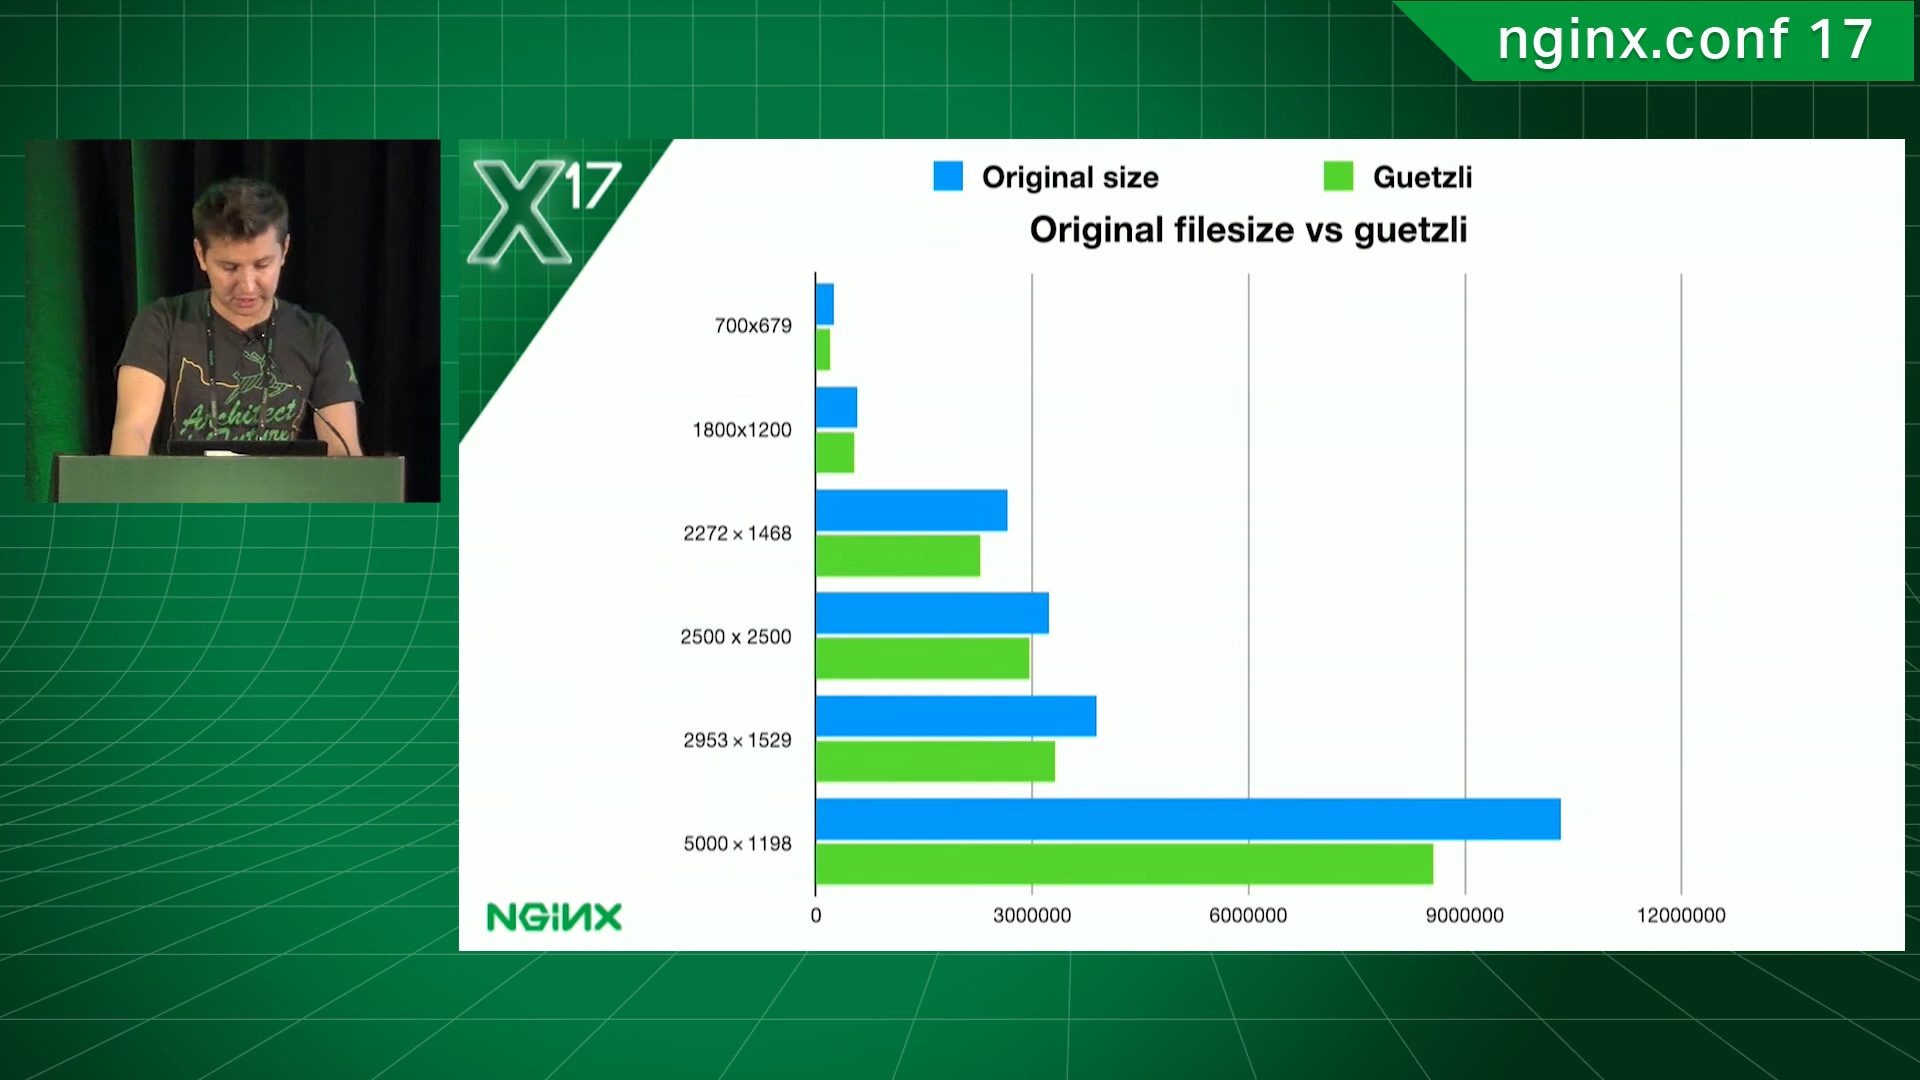 nginx.conf 17
X17
Original size
Guetzli
Original filesize vs guetzli
700x679
1800x1200
2272 × 1468
2500 x 2500
2953 × 1529
5000 × 1198
0
3000000
6000000
9000000
12000000
NGINX
Architect